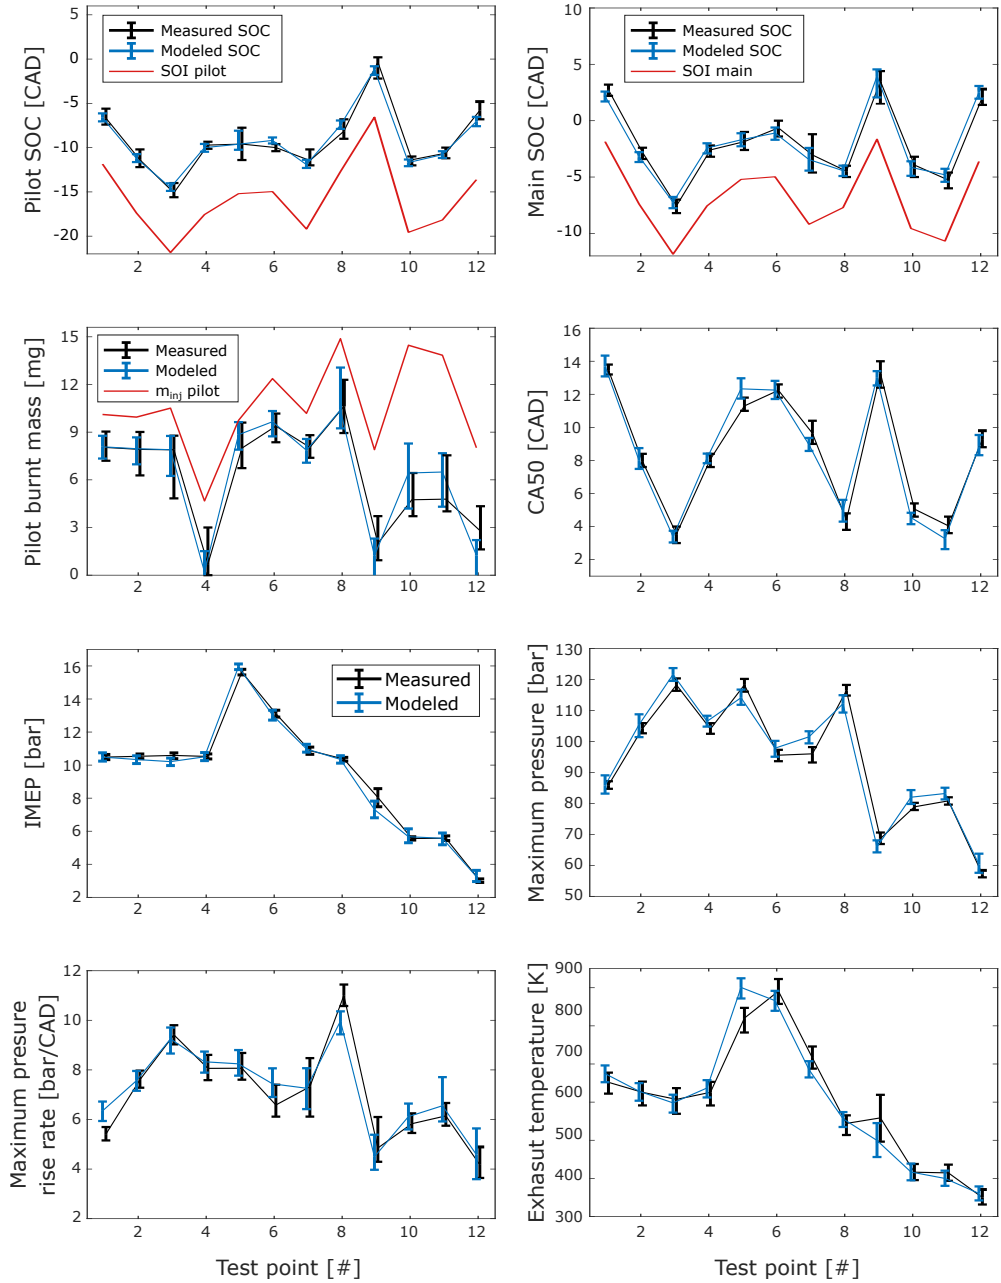 Pilot SOC [CAD]
5
0
-5
-10
-15
-20
Measured SOC
Modeled SOC
SOI pilot
2 4 6 8 10 12
Main SOC [CAD]
10
5
0
-5
-10
Measured SOC
Modeled SOC
SOI main
2 4 6 8 10 12
Pilot burnt mass [mg]
15
12
9
6
3
0
Measured
Modeled
m_inj pilot
2 4 6 8 10 12
CA50 [CAD]
16
14
12
10
8
6
4
2
2 4 6 8 10 12
IMEP [bar]
16
14
12
10
8
6
4
2
Measured
Modeled
2 4 6 8 10 12
Maximum pressure [bar]
130
120
110
100
90
80
70
60
50
2 4 6 8 10 12
Maximum presure
rise rate [bar/CAD]
12
10
8
6
4
2
2 4 6 8 10 12
Test point [#]
Exhasut temperature [K]
900
800
700
600
500
400
300
2 4 6 8 10 12
Test point [#]